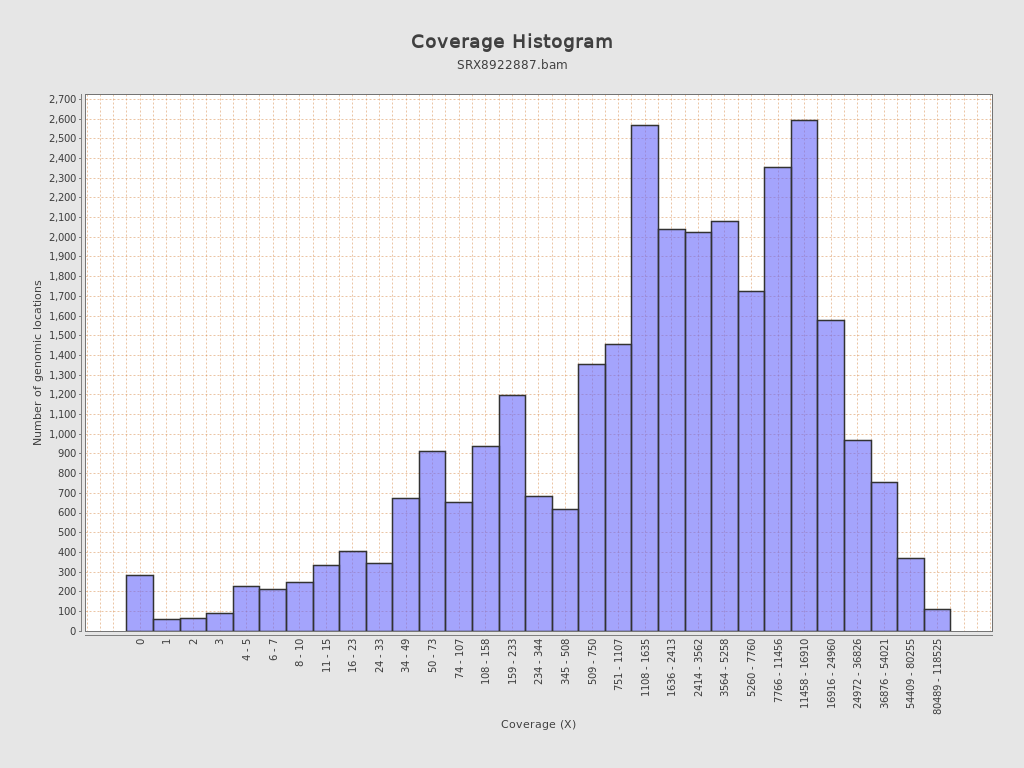 Coverage Histogram
SRX8922887.bam
2,700
2,600
2,500
2,400
2,300
2,200
2,100
2,000
1,900
1,800
1,700
1,600
1,500
1,400
1,300
1,200
1,100
1,000
900
800
700
600
500
400
300
200
100
0
Number of genomic locations
0
1
2
3
4 - 5
6 - 7
8 - 10
11 - 15
16 - 23
24 - 33
34 - 49
50 - 73
74 - 107
108 - 158
159 - 233
234 - 344
345 - 508
509 - 750
751 - 1107
1108 - 1635
1636 - 2413
2414 - 3562
3564 - 5258
5260 - 7760
7766 - 11456
11458 - 16910
16916 - 24960
24972 - 36826
36876 - 54021
54409 - 80255
80489 - 118525
Coverage (X)